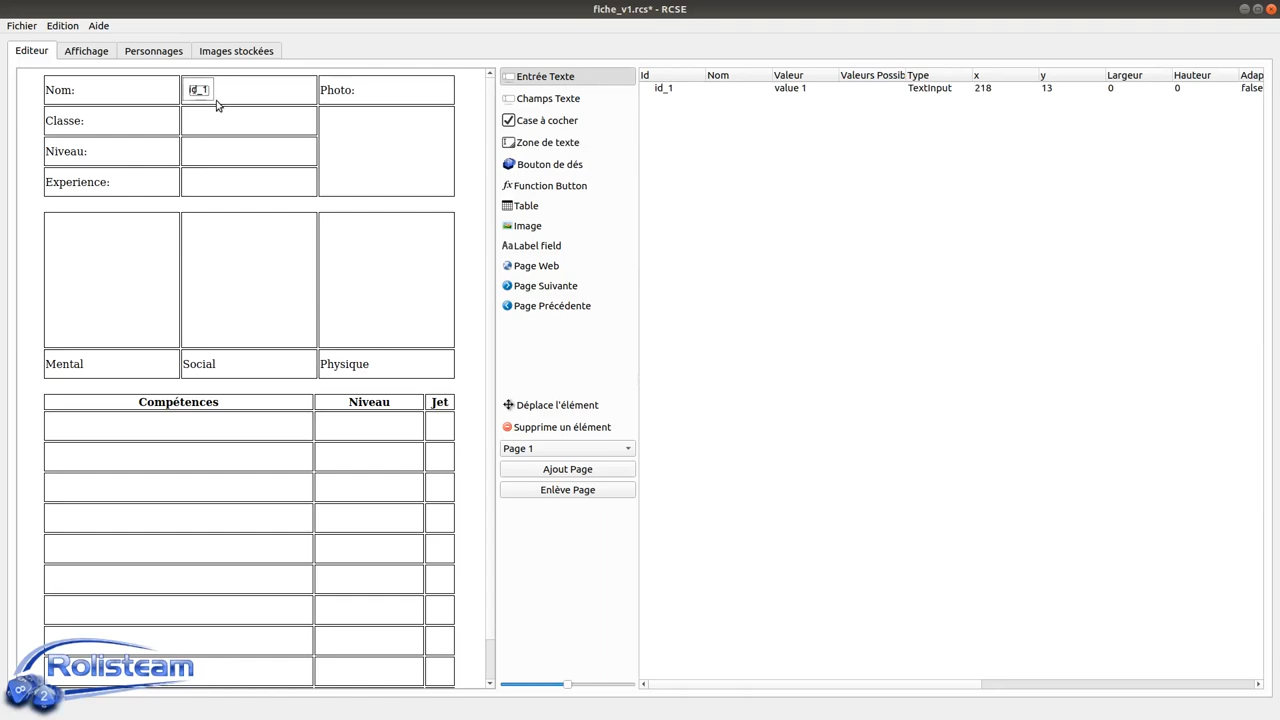 fiche_v1.rcs* - RCSE
Fichier Edition Aide
Editeur Affichage Personnages Images stockées
Nom: id_1 Photo:
Classe:
Niveau:
Experience:
Mental Social Physique
Compétences Niveau Jet
Rolisteam
8 2
Entrée Texte
Champs Texte
Case à cocher
Zone de texte
Bouton de dés
fx Function Button
Table
Image
Aa Label field
Page Web
Page Suivante
Page Précédente
Déplace l'élément
Supprime un élément
Page 1
Ajout Page
Enlève Page
Id Nom Valeur Valeurs Possib Type x y Largeur Hauteur Adap
id_1 value 1 TextInput 218 13 0 0 false